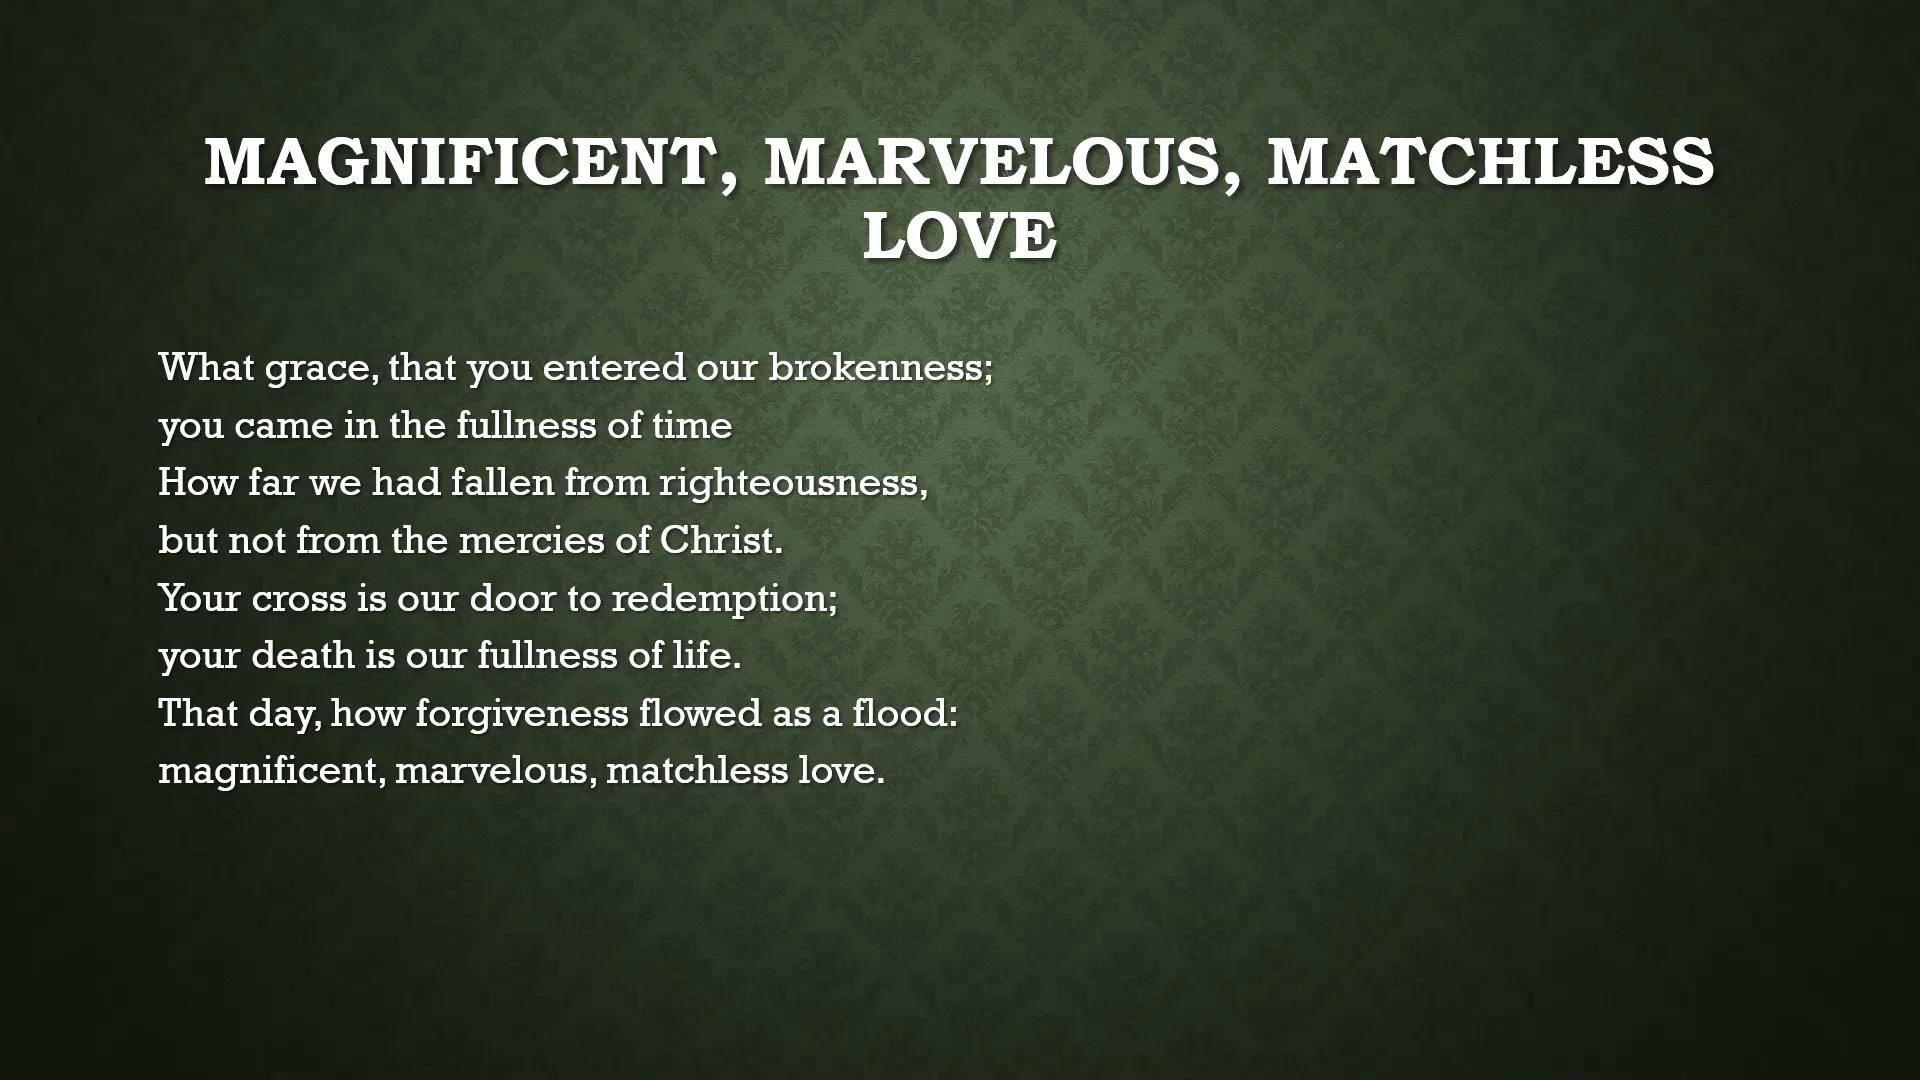 MAGNIFICENT, MARVELOUS, MATCHLESS
LOVE
What grace, that you entered our brokenness;
you came in the fullness of time
How far we had fallen from righteousness,
but not from the mercies of Christ.
Your cross is our door to redemption;
your death is our fullness of life.
That day, how forgiveness flowed as a flood:
magnificent, marvelous, matchless love.